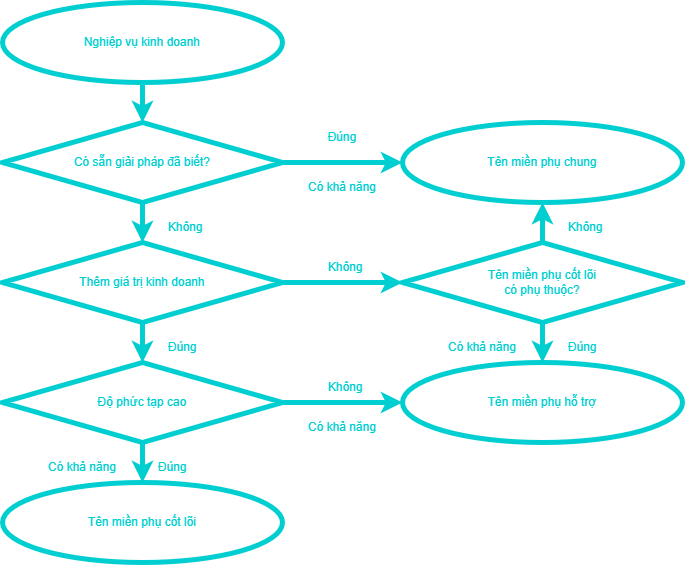 Nghiệp vụ kinh doanh
Có sẵn giải pháp đã biết?
Đúng
Có khả năng
Tên miền phụ chung
Không
Không
Thêm giá trị kinh doanh
Không
Tên miền phụ cốt lõi
có phụ thuộc?
Đúng
Có khả năng
Đúng
Độ phức tạp cao
Không
Có khả năng
Tên miền phụ hỗ trợ
Có khả năng
Đúng
Tên miền phụ cốt lõi